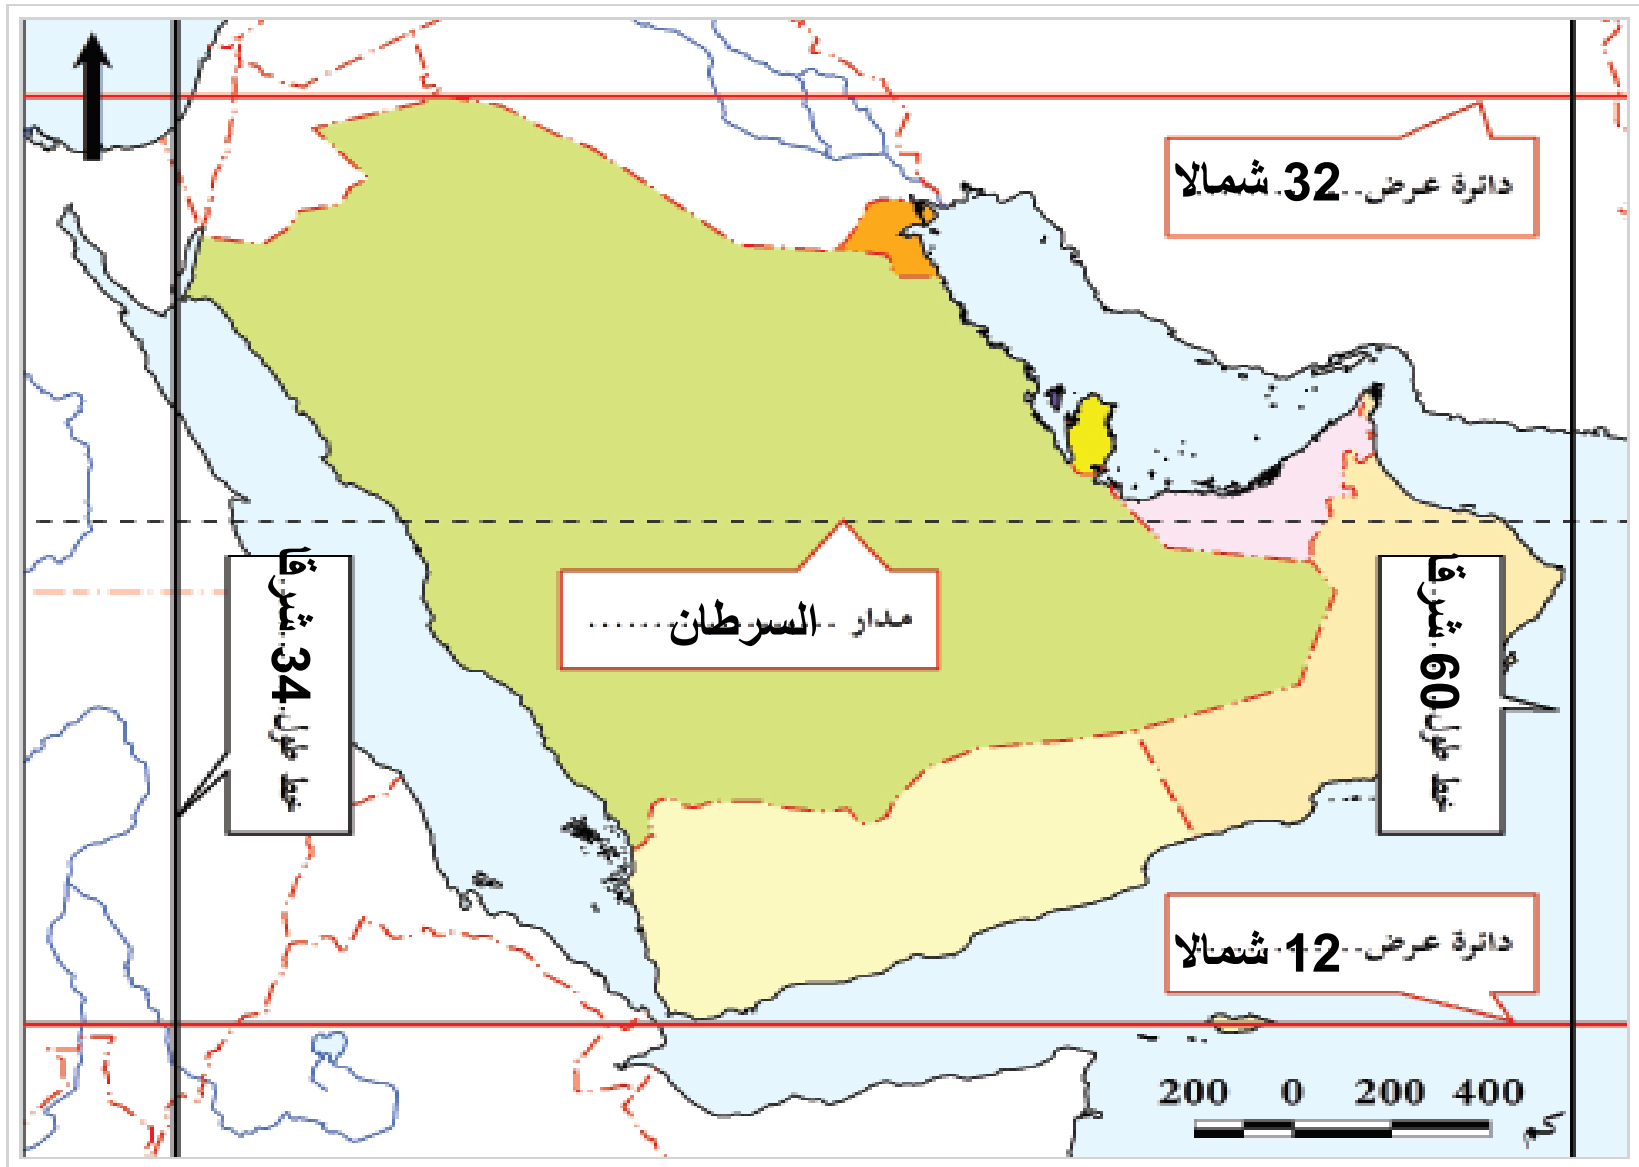 دائرة عرض 32 شمالا
مدار السرطان
خط طول 34 شرقا
خط طول 60 شرقا
دائرة عرض 12 شمالا
200 0 200 400
كم